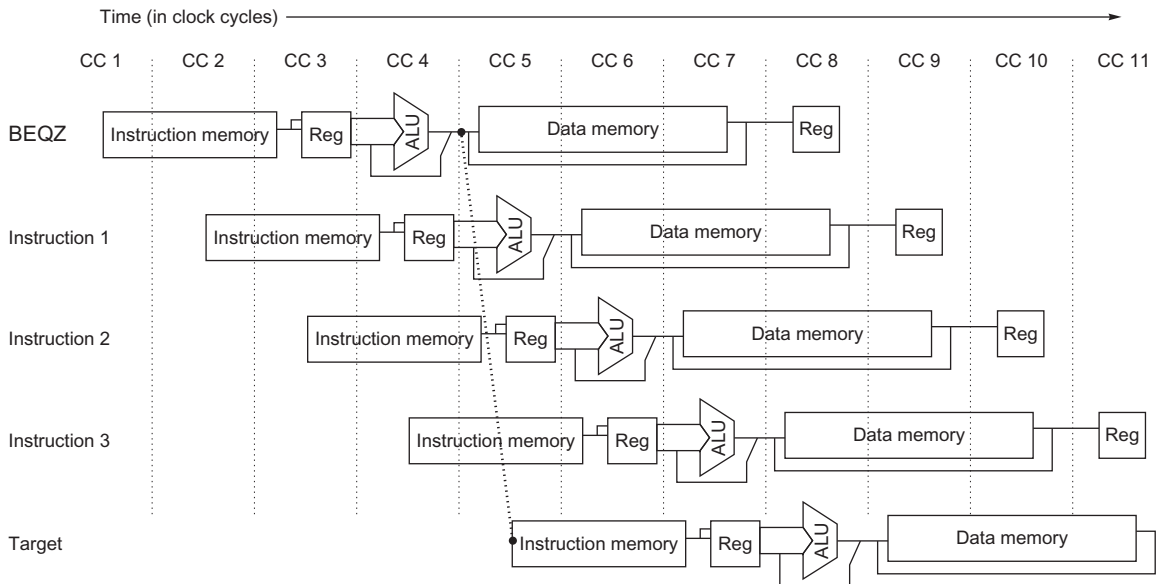 Time (in clock cycles)
CC 1 CC 2 CC 3 CC 4 CC 5 CC 6 CC 7 CC 8 CC 9 CC 10 CC 11
BEQZ Instruction memory Reg ALU Data memory Reg
Instruction 1 Instruction memory Reg ALU Data memory Reg
Instruction 2 Instruction memory Reg ALU Data memory Reg
Instruction 3 Instruction memory Reg ALU Data memory Reg
Target Instruction memory Reg ALU Data memory